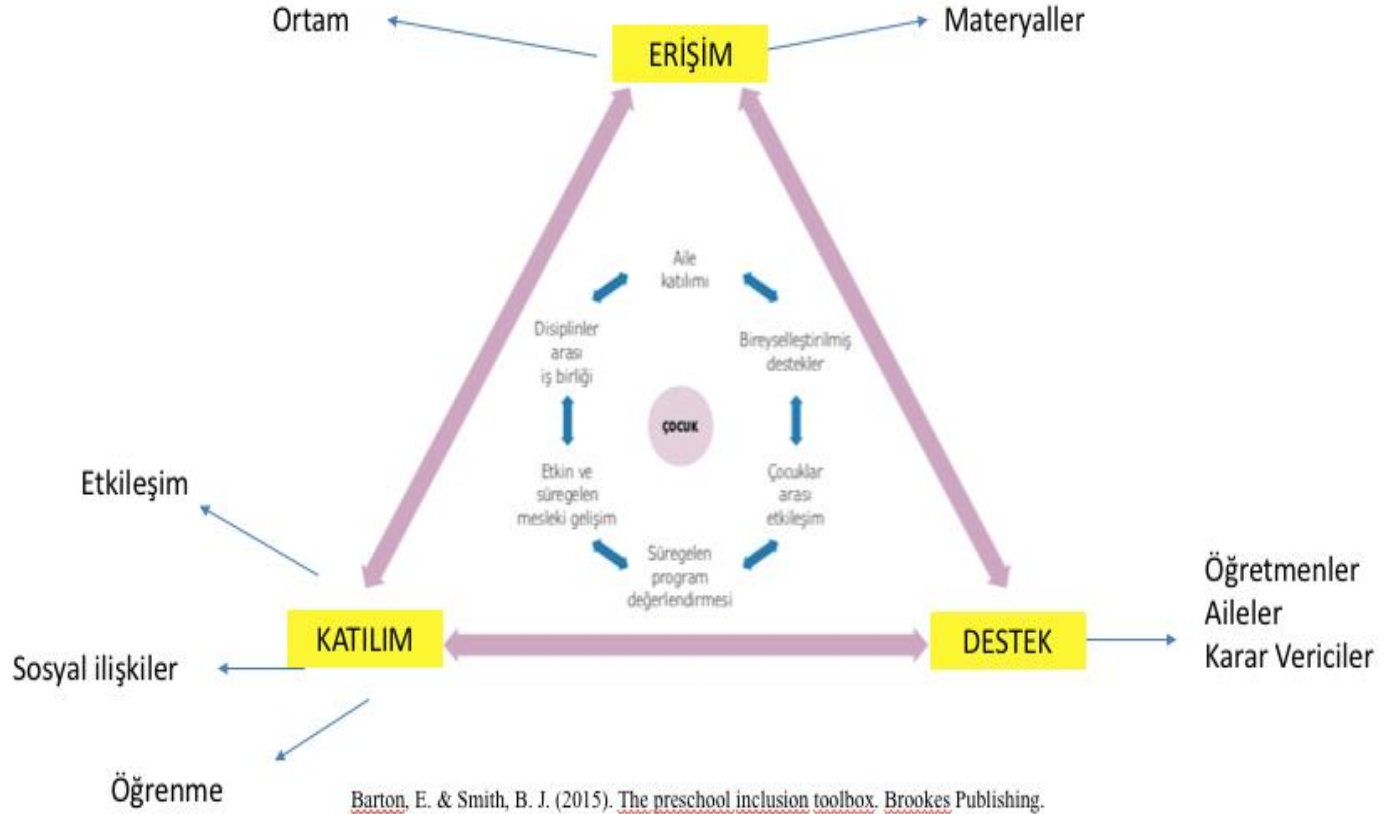 Ortam
Materyaller
ERİŞİM
Aile
katılımı
Disiplinler
arası
iş birliği
Bireyselleştirilmiş
destekler
ÇOCUK
Etkin ve
süregelen
mesleki gelişim
Çocuklar
arası
etkileşim
Süregelen
program
değerlendirmesi
Etkileşim
KATILIM
DESTEK
Öğretmenler
Aileler
Karar Vericiler
Sosyal ilişkiler
Öğrenme
Barton, E. & Smith, B. J. (2015). The preschool inclusion toolbox. Brookes Publishing.